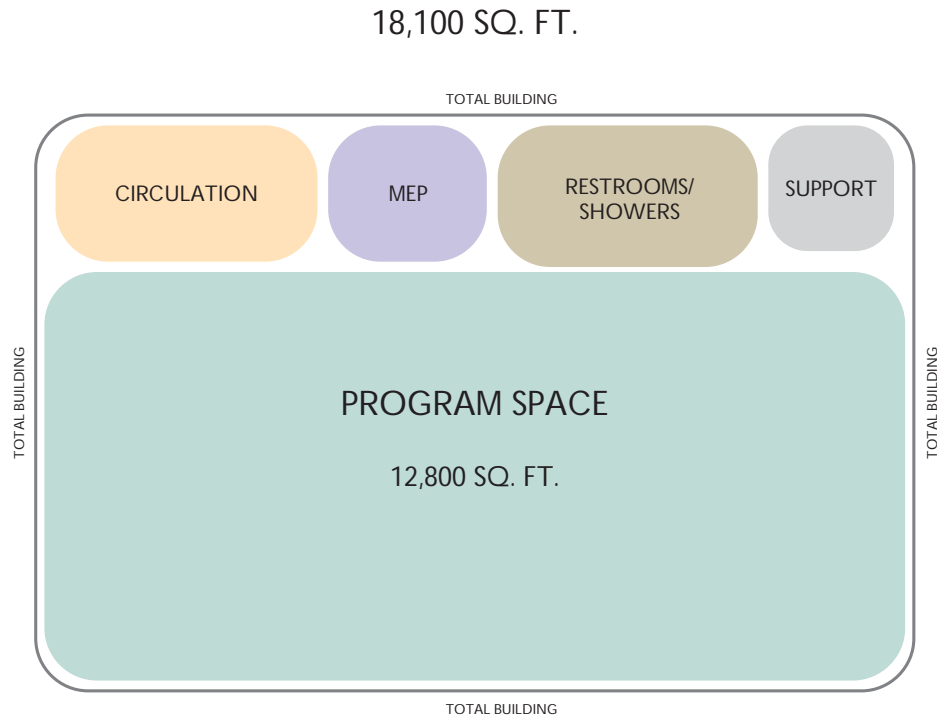 18,100 SQ. FT.
TOTAL BUILDING
CIRCULATION
MEP
RESTROOMS/
SHOWERS
SUPPORT
TOTAL BUILDING
PROGRAM SPACE
12,800 SQ. FT.
TOTAL BUILDING
TOTAL BUILDING